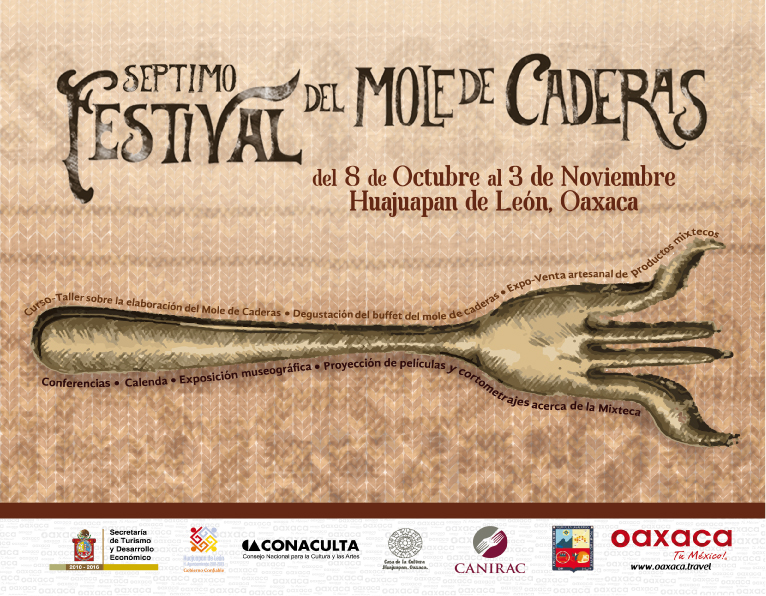 SEPTIMO
FESTIVAL DEL MOLE DE CADERAS
del 8 de Octubre al 3 de Noviembre
Huajuapan de León, Oaxaca
Curso-Taller sobre la elaboración del Mole de Caderas • Degustación del buffet del mole de caderas • Expo-Venta artesanal de productos mixtecos
Conferencias • Calenda • Exposición museográfica • Proyección de películas y cortometrajes acerca de la Mixteca
Secretaría
de Turismo
y Desarrollo
Económico
2010 - 2016
Gobierno Confiable
CONACULTA
Consejo Nacional para la Cultura y las Artes
Casa de la Cultura
Huajuapan, Oaxaca.
CANIRAC
oaxaca
Tú México!
www.oaxaca.travel